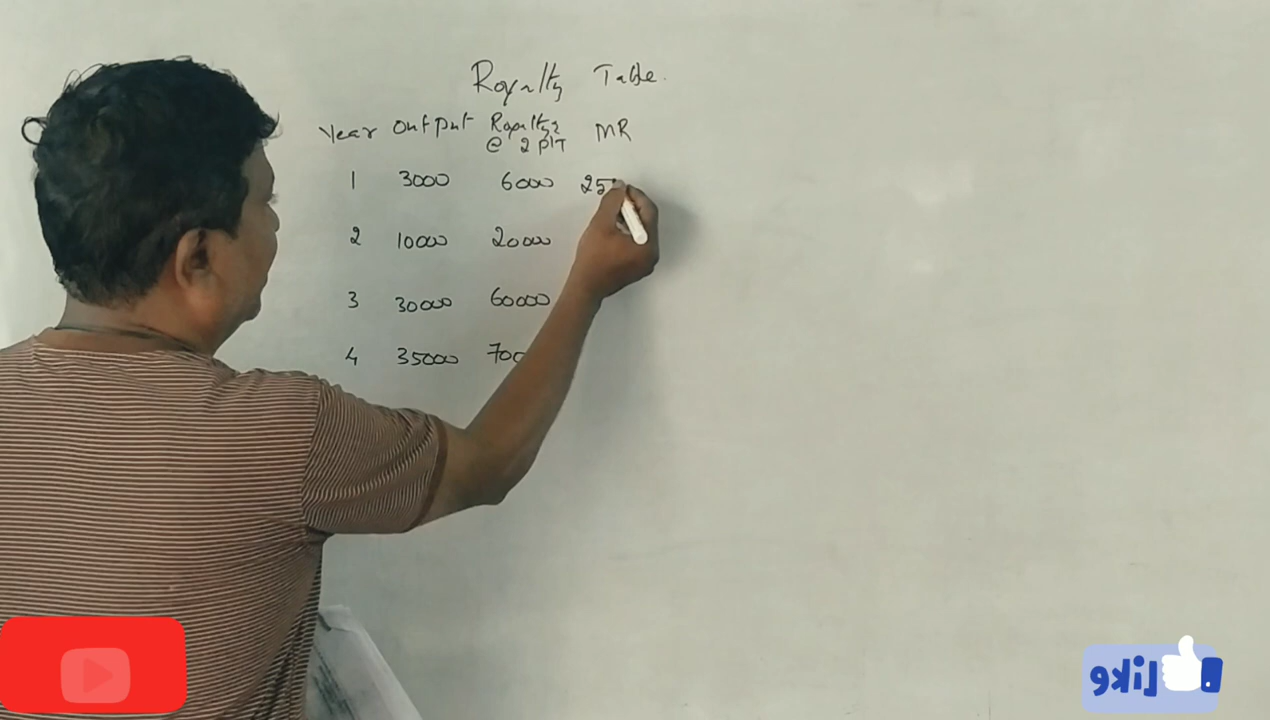 Royalty Table.
Year Output Royalty @ 2 P/T MR
1 3000 6000
2 10000 20000
3 30000 60000
4 35000
Like